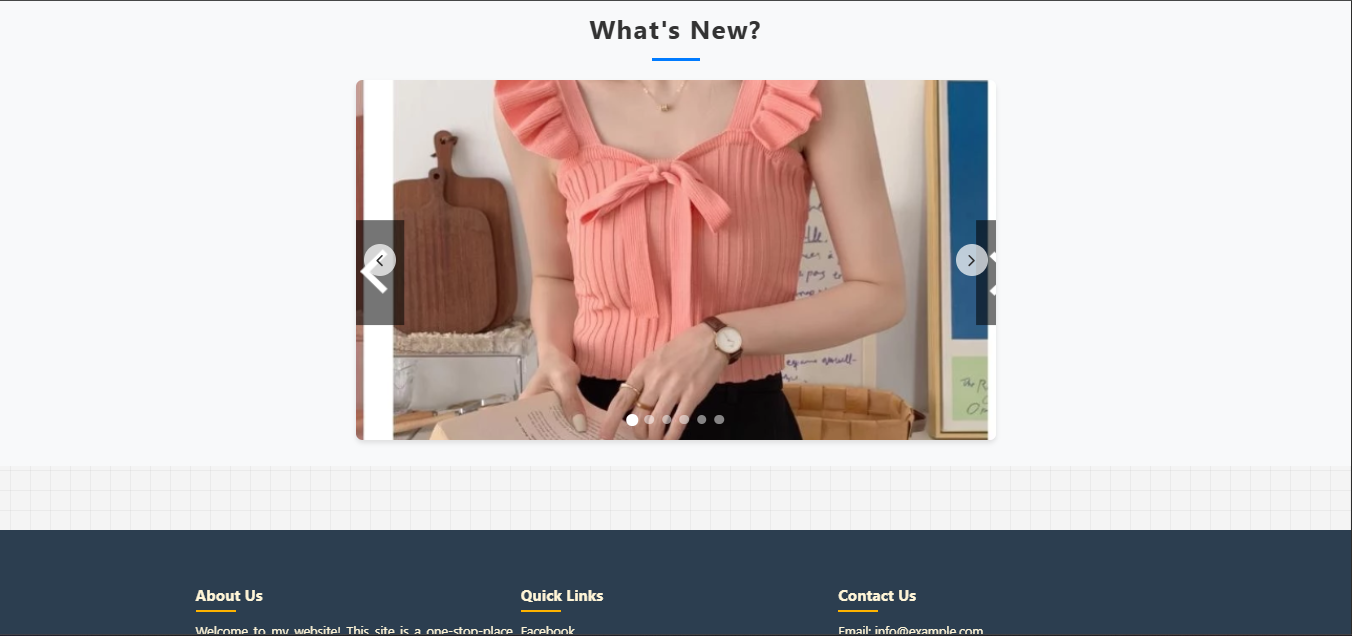 What's New?
About Us
Quick Links
Contact Us
Welcome to my website! This site is a one-stop-place
Facebook
Email: info@example.com